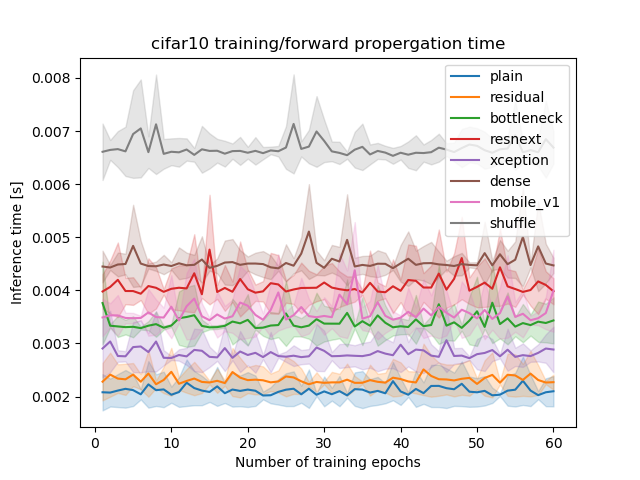 cifar10 training/forward propergation time
plain
residual
bottleneck
resnext
xception
dense
mobile_v1
shuffle
Inference time [s]
0.008
0.007
0.006
0.005
0.004
0.003
0.002
0
10
20
30
40
50
60
Number of training epochs